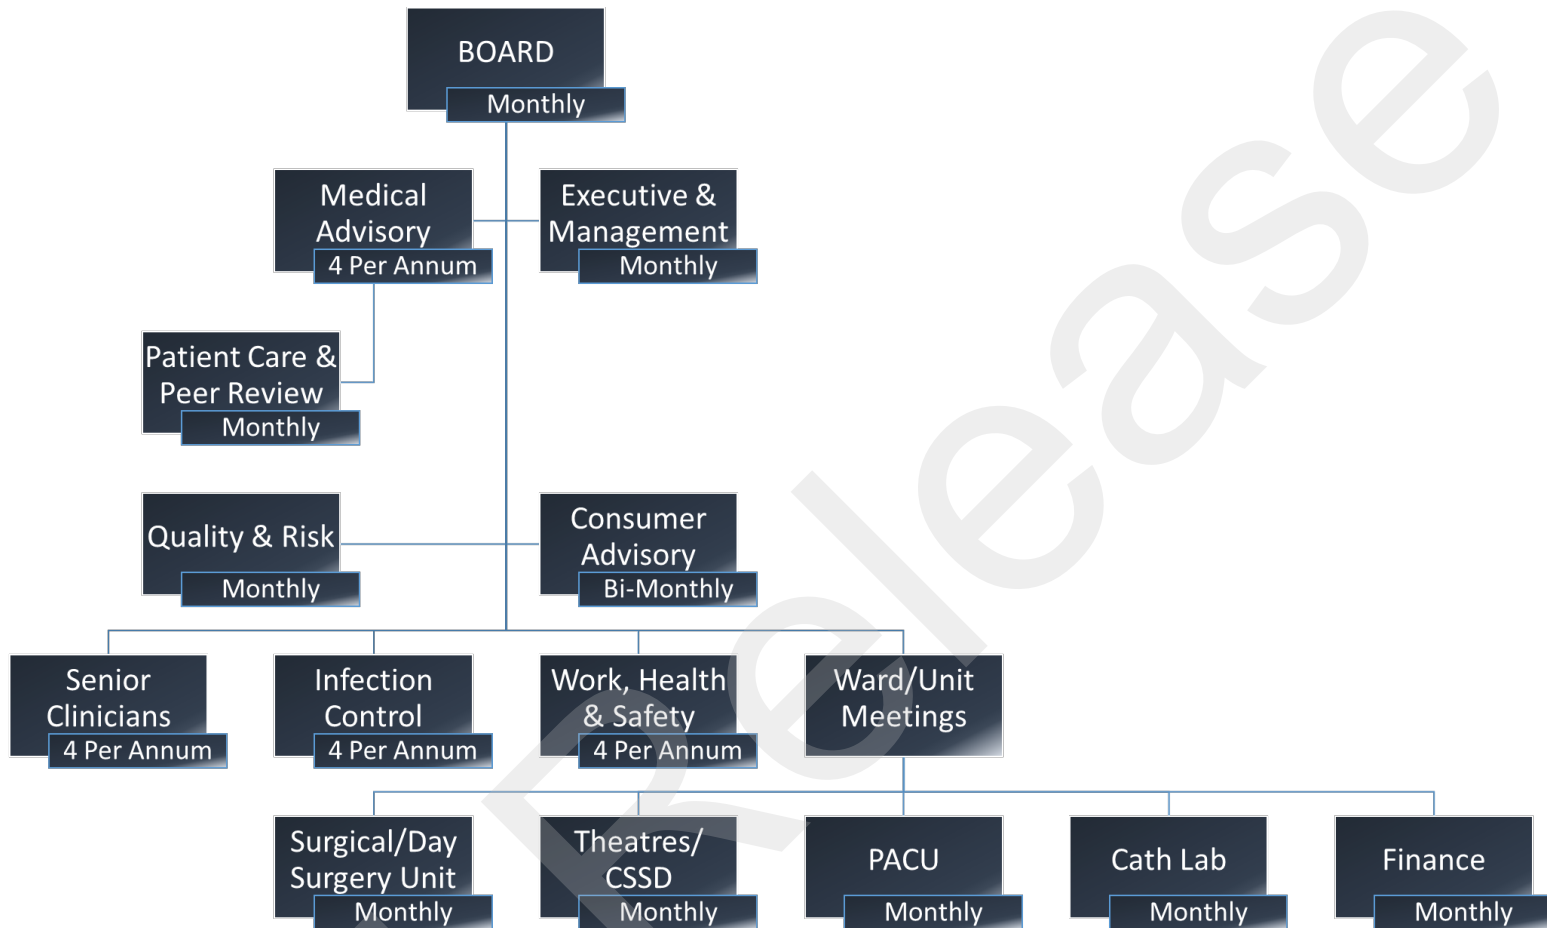 BOARD
Monthly
Medical
Advisory
4 Per Annum
Executive &
Management
Monthly
Patient Care &
Peer Review
Monthly
Quality & Risk
Monthly
Consumer
Advisory
Bi-Monthly
Senior
Clinicians
4 Per Annum
Infection
Control
4 Per Annum
Work, Health
& Safety
4 Per Annum
Ward/Unit
Meetings
Surgical/Day
Surgery Unit
Monthly
Theatres/
CSSD
Monthly
PACU
Monthly
Cath Lab
Monthly
Finance
Monthly
Release